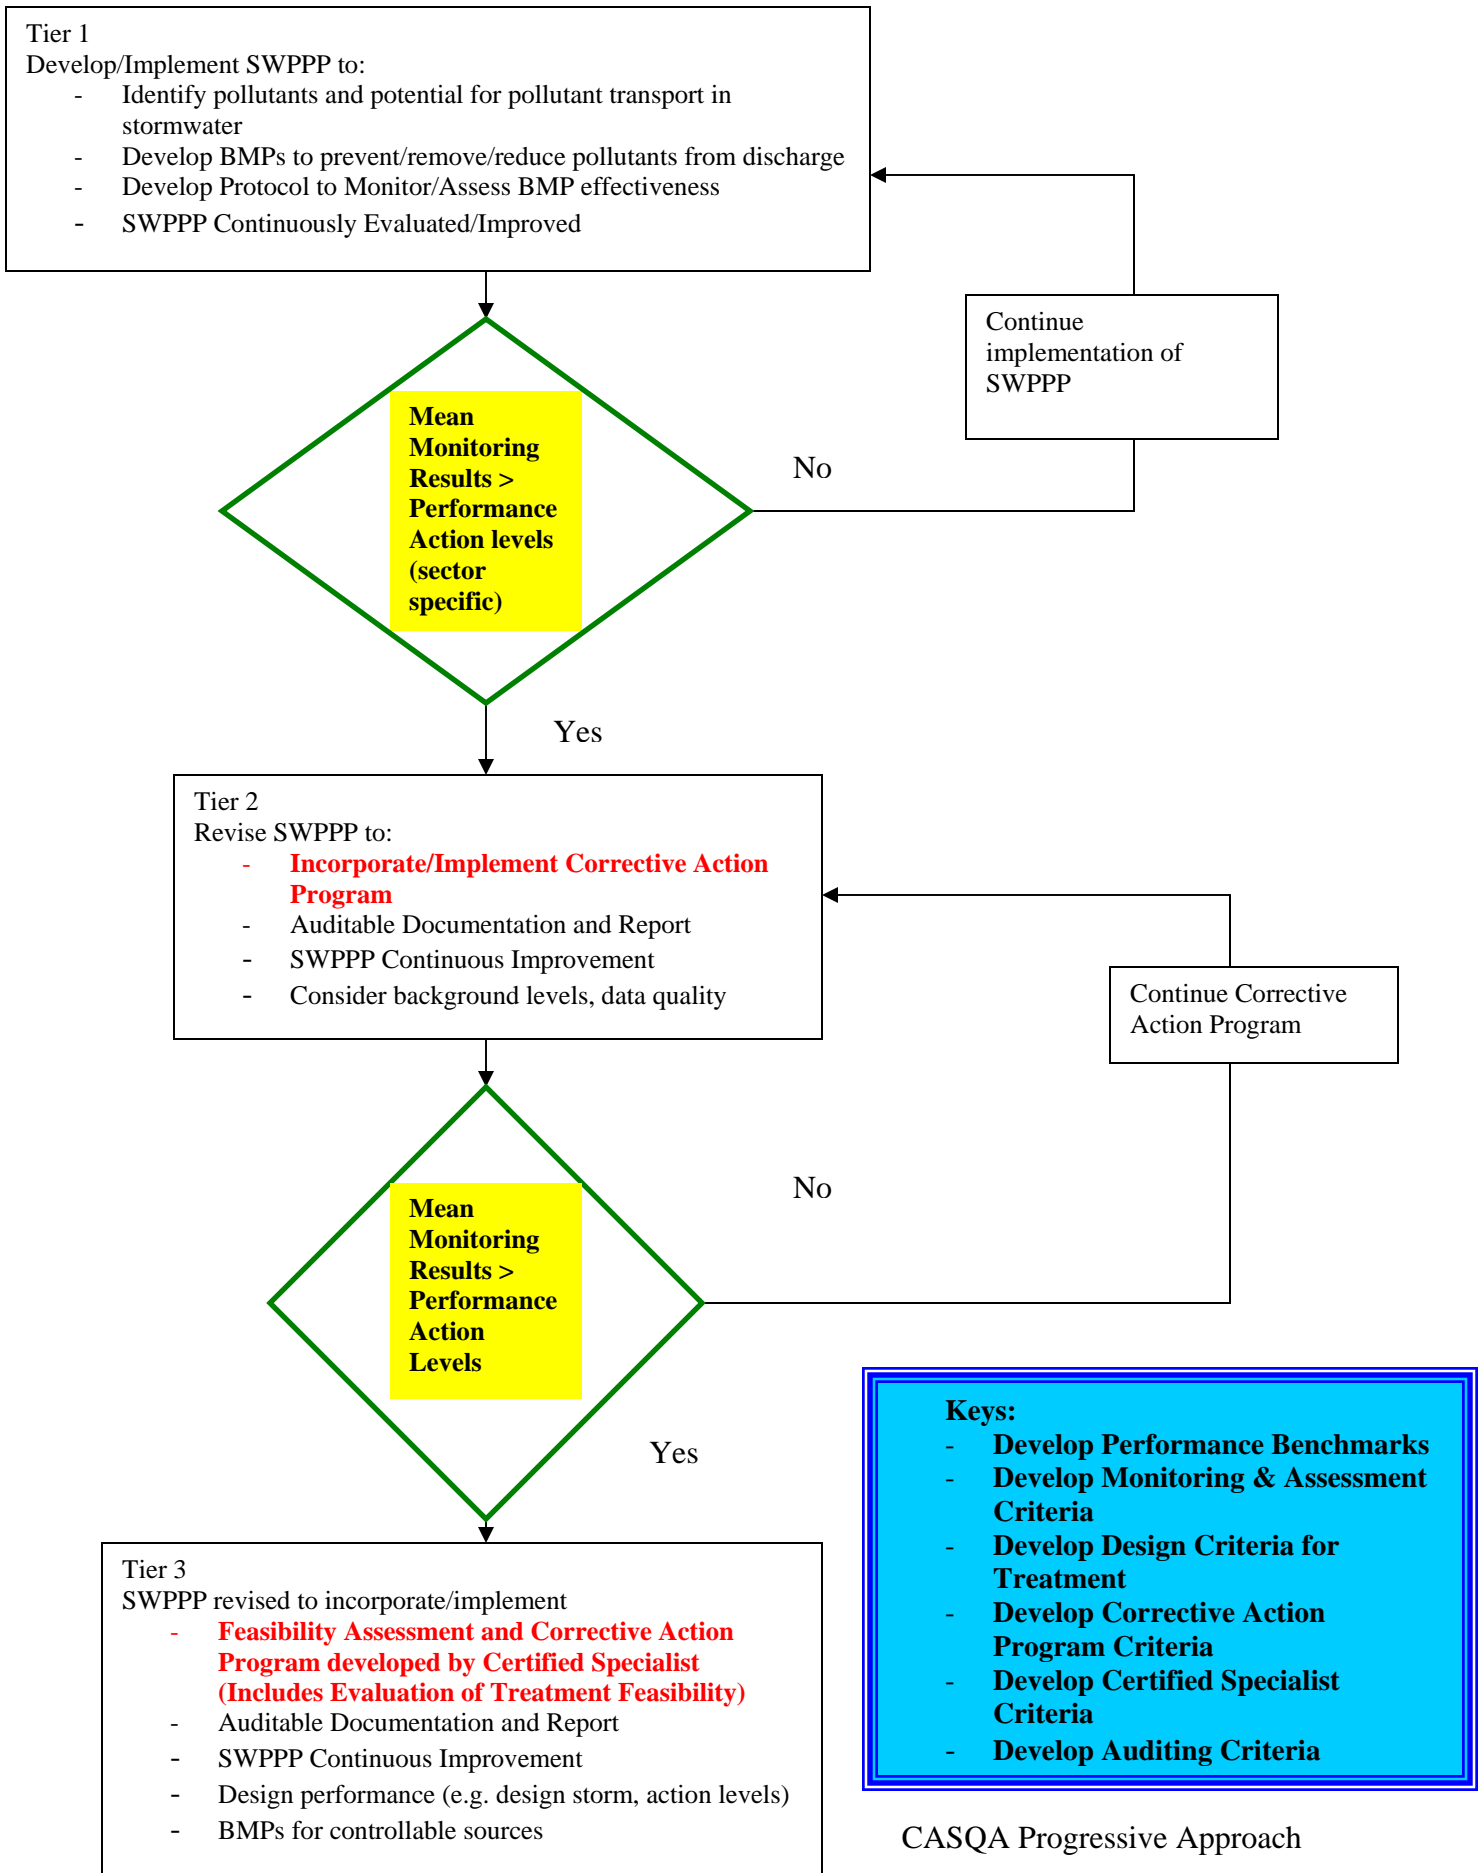 Tier 1
Develop/Implement SWPPP to:
- Identify pollutants and potential for pollutant transport in
stormwater
- Develop BMPs to prevent/remove/reduce pollutants from discharge
- Develop Protocol to Monitor/Assess BMP effectiveness
- SWPPP Continuously Evaluated/Improved
Continue
implementation of
SWPPP
Mean
Monitoring
Results >
Performance
Action levels
(sector
specific)
No
Yes
Tier 2
Revise SWPPP to:
- Incorporate/Implement Corrective Action
Program
- Auditable Documentation and Report
- SWPPP Continuous Improvement
- Consider background levels, data quality
Continue Corrective
Action Program
Mean
Monitoring
Results >
Performance
Action
Levels
No
Yes
Tier 3
SWPPP revised to incorporate/implement
- Feasibility Assessment and Corrective Action
Program developed by Certified Specialist
(Includes Evaluation of Treatment Feasibility)
- Auditable Documentation and Report
- SWPPP Continuous Improvement
- Design performance (e.g. design storm, action levels)
- BMPs for controllable sources
Keys:
- Develop Performance Benchmarks
- Develop Monitoring & Assessment
Criteria
- Develop Design Criteria for
Treatment
- Develop Corrective Action
Program Criteria
- Develop Certified Specialist
Criteria
- Develop Auditing Criteria
CASQA Progressive Approach